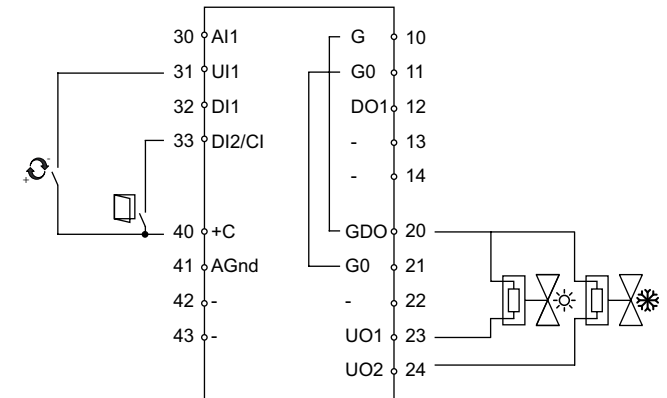 30 AI1 G 10
31 UI1 G0 11
32 DI1 DO1 12
33 DI2/CI - 13
- 14
40 +C GDO 20
41 AGnd G0 21
42 - - 22
43 - UO1 23
UO2 24
- +